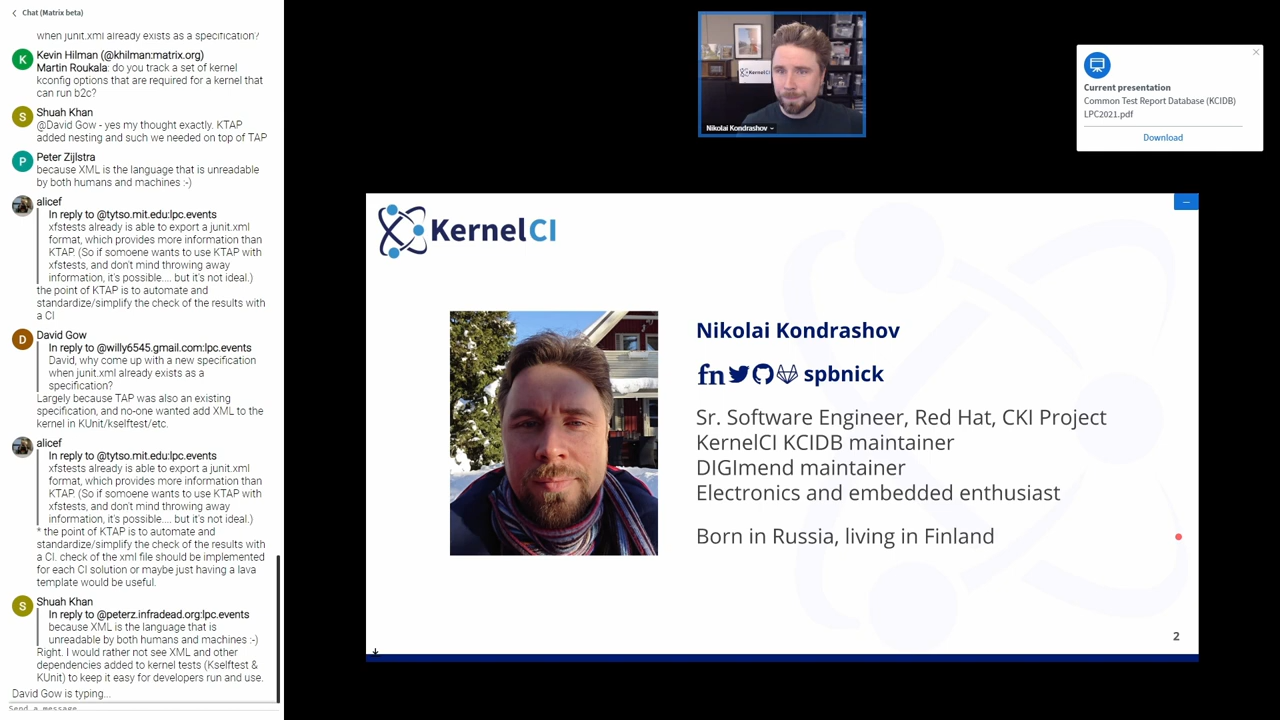 Chat (Matrix beta)
when junit.xml already exists as a specification?
K
Kevin Hilman (@khilman:matrix.org)
Martin Roukala: do you track a set of kernel
kconfig options that are required for a kernel that
can run b2c?
S
Shuah Khan
@David Gow - yes my thought exactly. KTAP
added nesting and such we needed on top of TAP
P
Peter Zijlstra
because XML is the language that is unreadable
by both humans and machines :-)
alicef
In reply to @tytso.mit.edu:lpc.events
xfstests already is able to export a junit.xml
format, which provides more information than
KTAP. (So if somoene wants to use KTAP with
xfstests, and don't mind throwing away
information, it's possible.... but it's not ideal.)
the point of KTAP is to automate and
standardize/simplify the check of the results with
a CI
D
David Gow
In reply to @willy6545.gmail.com:lpc.events
David, why come up with a new specification
when junit.xml already exists as a
specification?
Largely because TAP was also an existing
specification, and no-one wanted add XML to the
kernel in KUnit/kselftest/etc.
alicef
In reply to @tytso.mit.edu:lpc.events
xfstests already is able to export a junit.xml
format, which provides more information than
KTAP. (So if somoene wants to use KTAP with
xfstests, and don't mind throwing away
information, it's possible.... but it's not ideal.)
* the point of KTAP is to automate and
standardize/simplify the check of the results with
a CI. check of the xml file should be implemented
for each CI solution or maybe just having a lava
template would be useful.
S
Shuah Khan
In reply to @peterz.infradead.org:lpc.events
because XML is the language that is
unreadable by both humans and machines :-)
Right. I would rather not see XML and other
dependencies added to kernel tests (Kselftest &
KUnit) to keep it easy for developers run and use.
David Gow is typing...
Send a message
KernelCI
Nikolai Kondrashov
Current presentation
Common Test Report Database (KCIDB)
LPC2021.pdf
Download
KernelCI
Nikolai Kondrashov
fn spbnick
Sr. Software Engineer, Red Hat, CKI Project
KernelCI KCIDB maintainer
DIGImend maintainer
Electronics and embedded enthusiast
Born in Russia, living in Finland
2